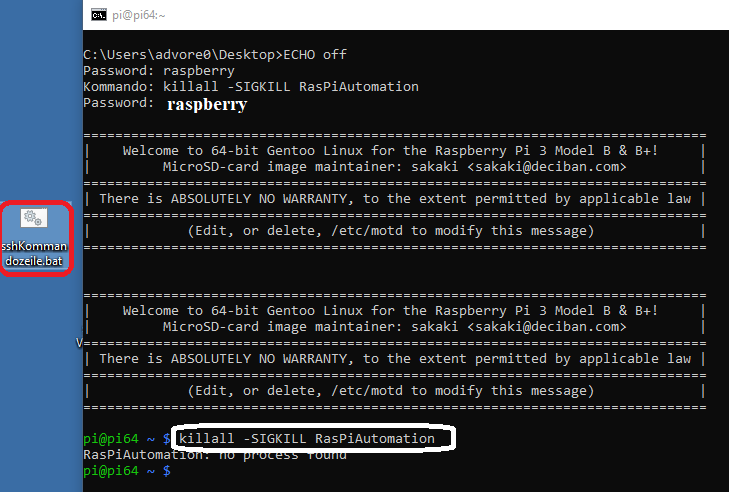 pi@pi64:~
C:\Users\advore0\Desktop>ECHO off
Password: raspberry
Kommando: killall -SIGKILL RasPiAutomation
Password: raspberry
===============================================================================
| Welcome to 64-bit Gentoo Linux for the Raspberry Pi 3 Model B & B+! |
| MicroSD-card image maintainer: sakaki <sakaki@deciban.com> |
===============================================================================
| There is ABSOLUTELY NO WARRANTY, to the extent permitted by applicable law |
===============================================================================
| (Edit, or delete, /etc/motd to modify this message) |
===============================================================================
===============================================================================
| Welcome to 64-bit Gentoo Linux for the Raspberry Pi 3 Model B & B+! |
| MicroSD-card image maintainer: sakaki <sakaki@deciban.com> |
===============================================================================
| There is ABSOLUTELY NO WARRANTY, to the extent permitted by applicable law |
===============================================================================
| (Edit, or delete, /etc/motd to modify this message) |
===============================================================================
pi@pi64 ~ $ killall -SIGKILL RasPiAutomation
RasPiAutomation: no process found
pi@pi64 ~ $
sshKomman
dozeile.bat